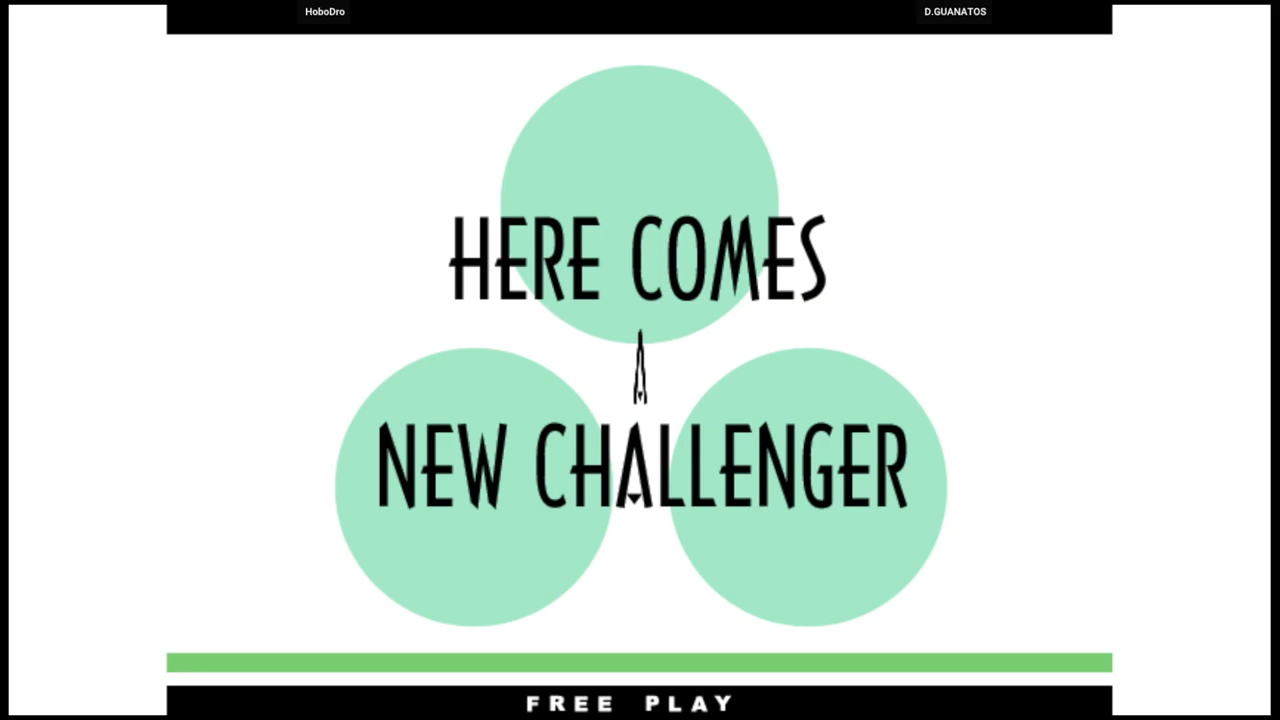 HoboDro
D.GUANATOS
HERE COMES
A
NEW CHALLENGER
FREE PLAY